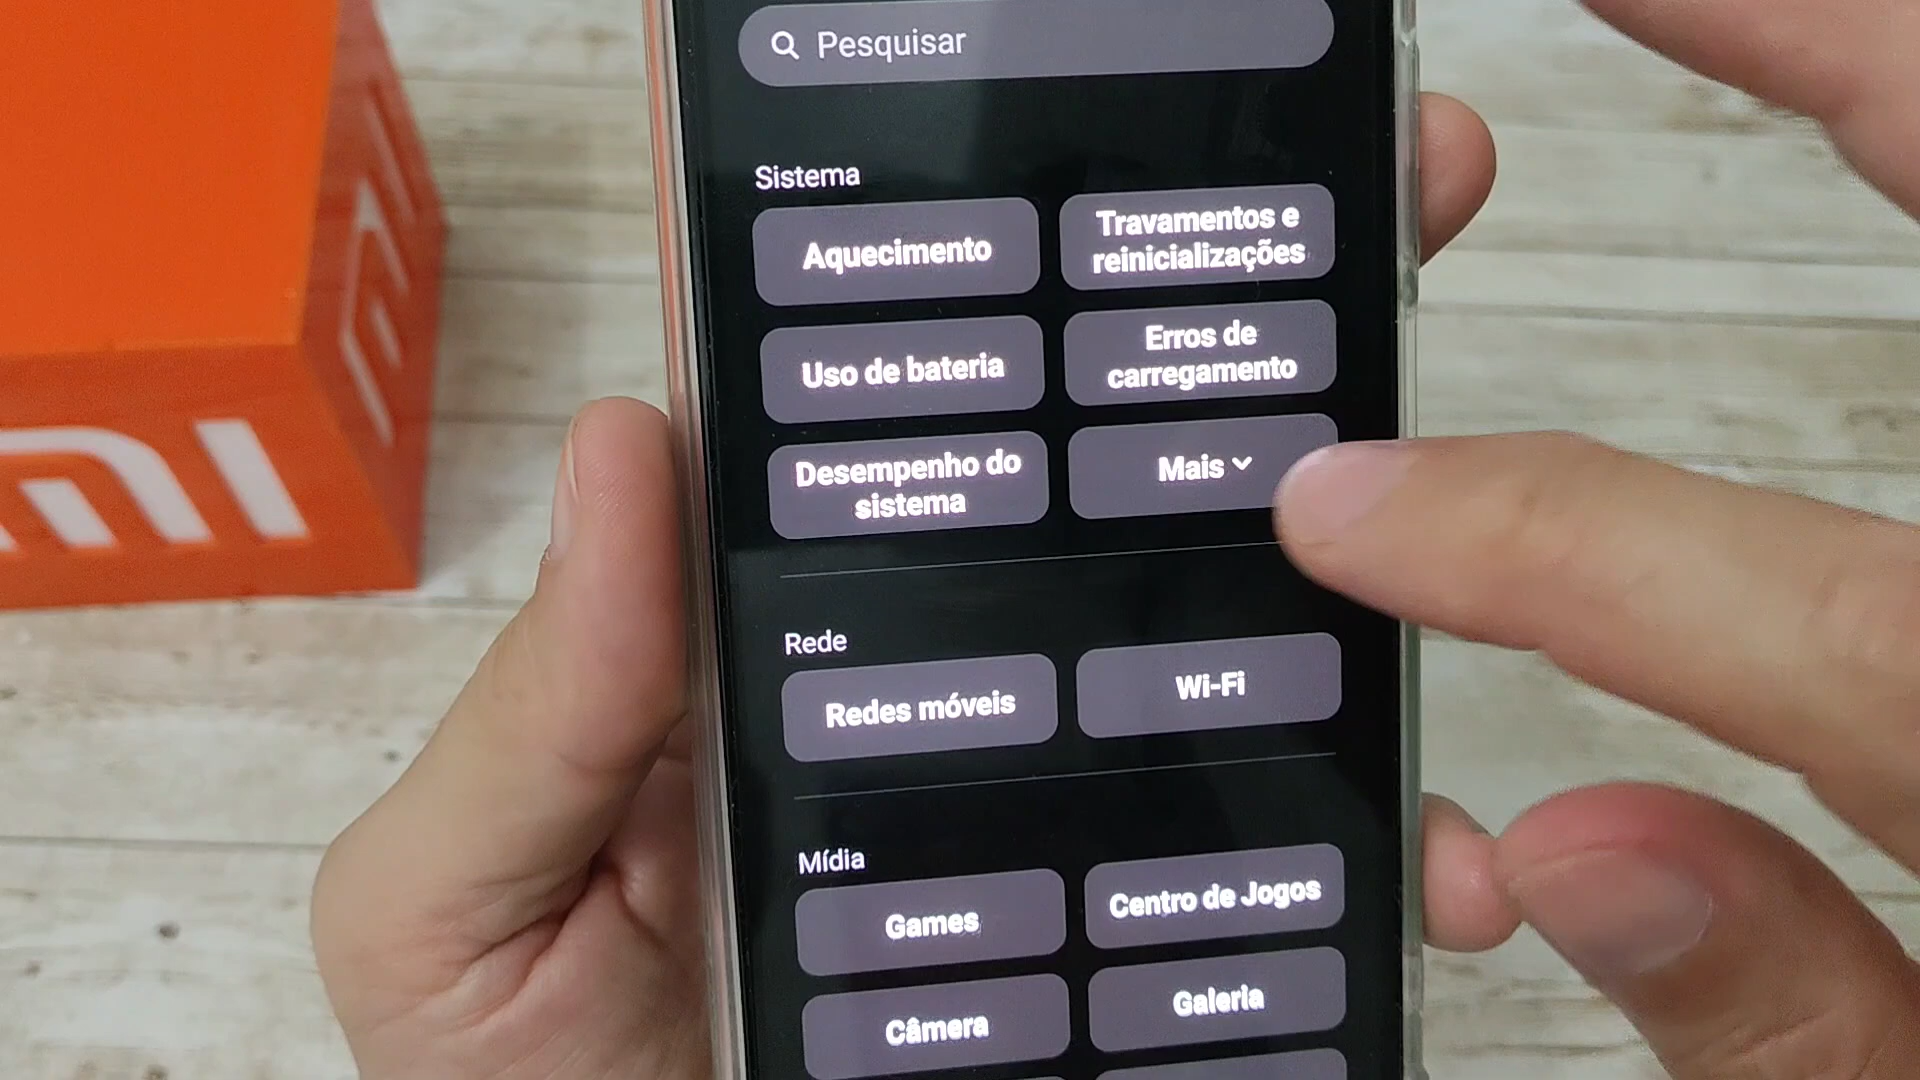 Pesquisar
Sistema
Aquecimento
Travamentos e
reinicializações
Uso de bateria
Erros de
carregamento
Desempenho do
sistema
Mais
Rede
Redes móveis
Wi-Fi
Mídia
Games
Centro de Jogos
Câmera
Galeria